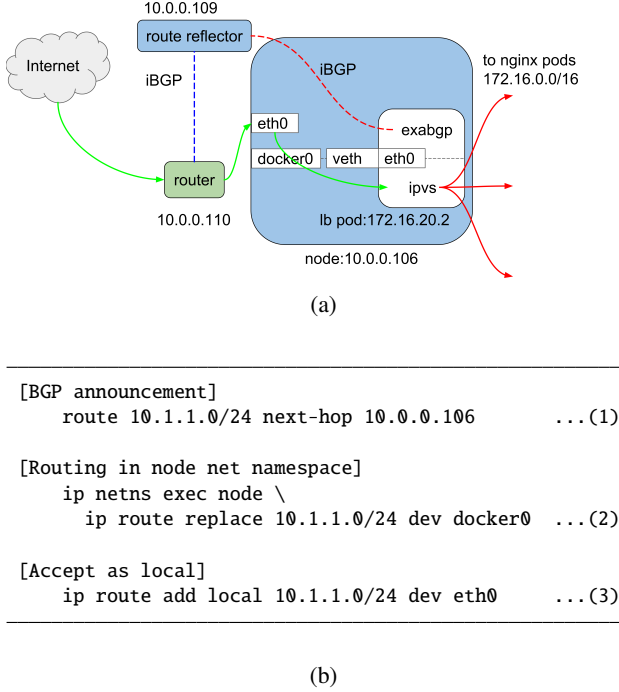 10.0.0.109
route reflector
Internet
iBGP
iBGP
to nginx pods
172.16.0.0/16
eth0
exabgp
docker0
veth
eth0
router
ipvs
10.0.0.110
lb pod:172.16.20.2
node:10.0.0.106
(a)
[BGP announcement]
route 10.1.1.0/24 next-hop 10.0.0.106 ...(1)
[Routing in node net namespace]
ip netns exec node \
ip route replace 10.1.1.0/24 dev docker0 ...(2)
[Accept as local]
ip route add local 10.1.1.0/24 dev eth0 ...(3)
(b)